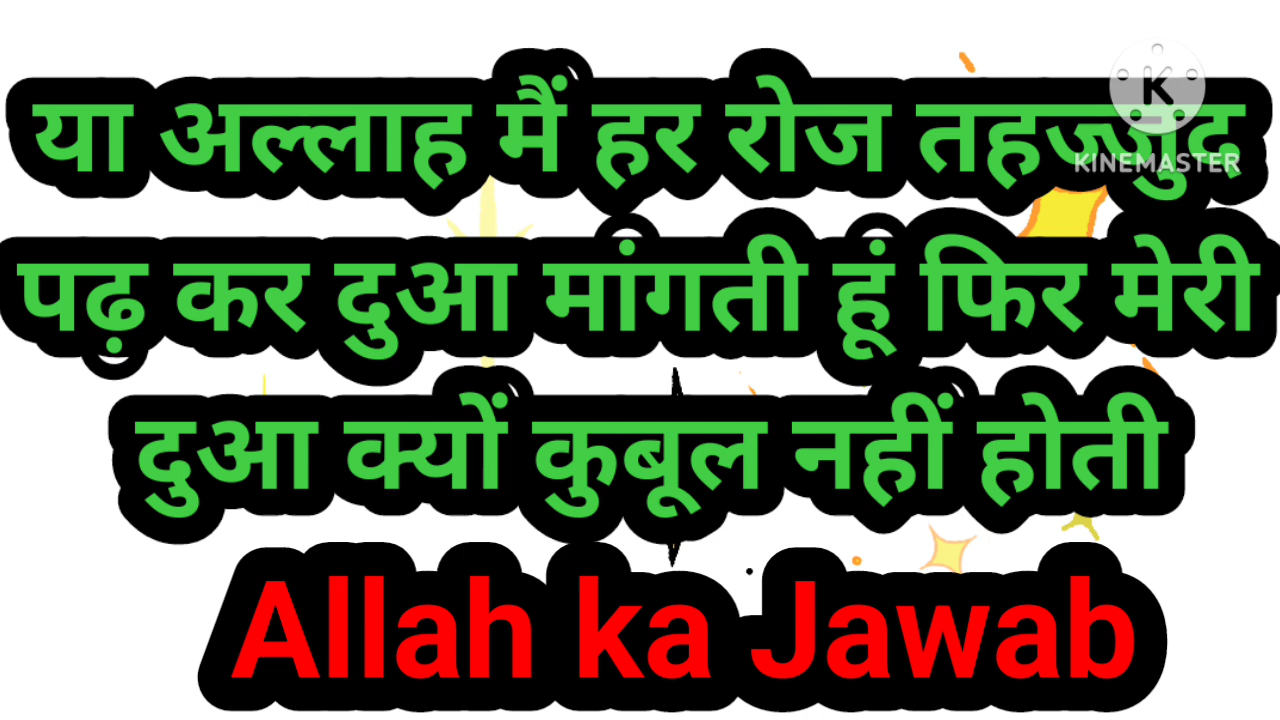 या अल्लाह मैं हर रोज तहज्जुद
K
KINEMASTER
पढ़ कर दुआ मांगती हूं फिर मेरी
दुआ क्यों कुबूल नहीं होती
Allah ka Jawab